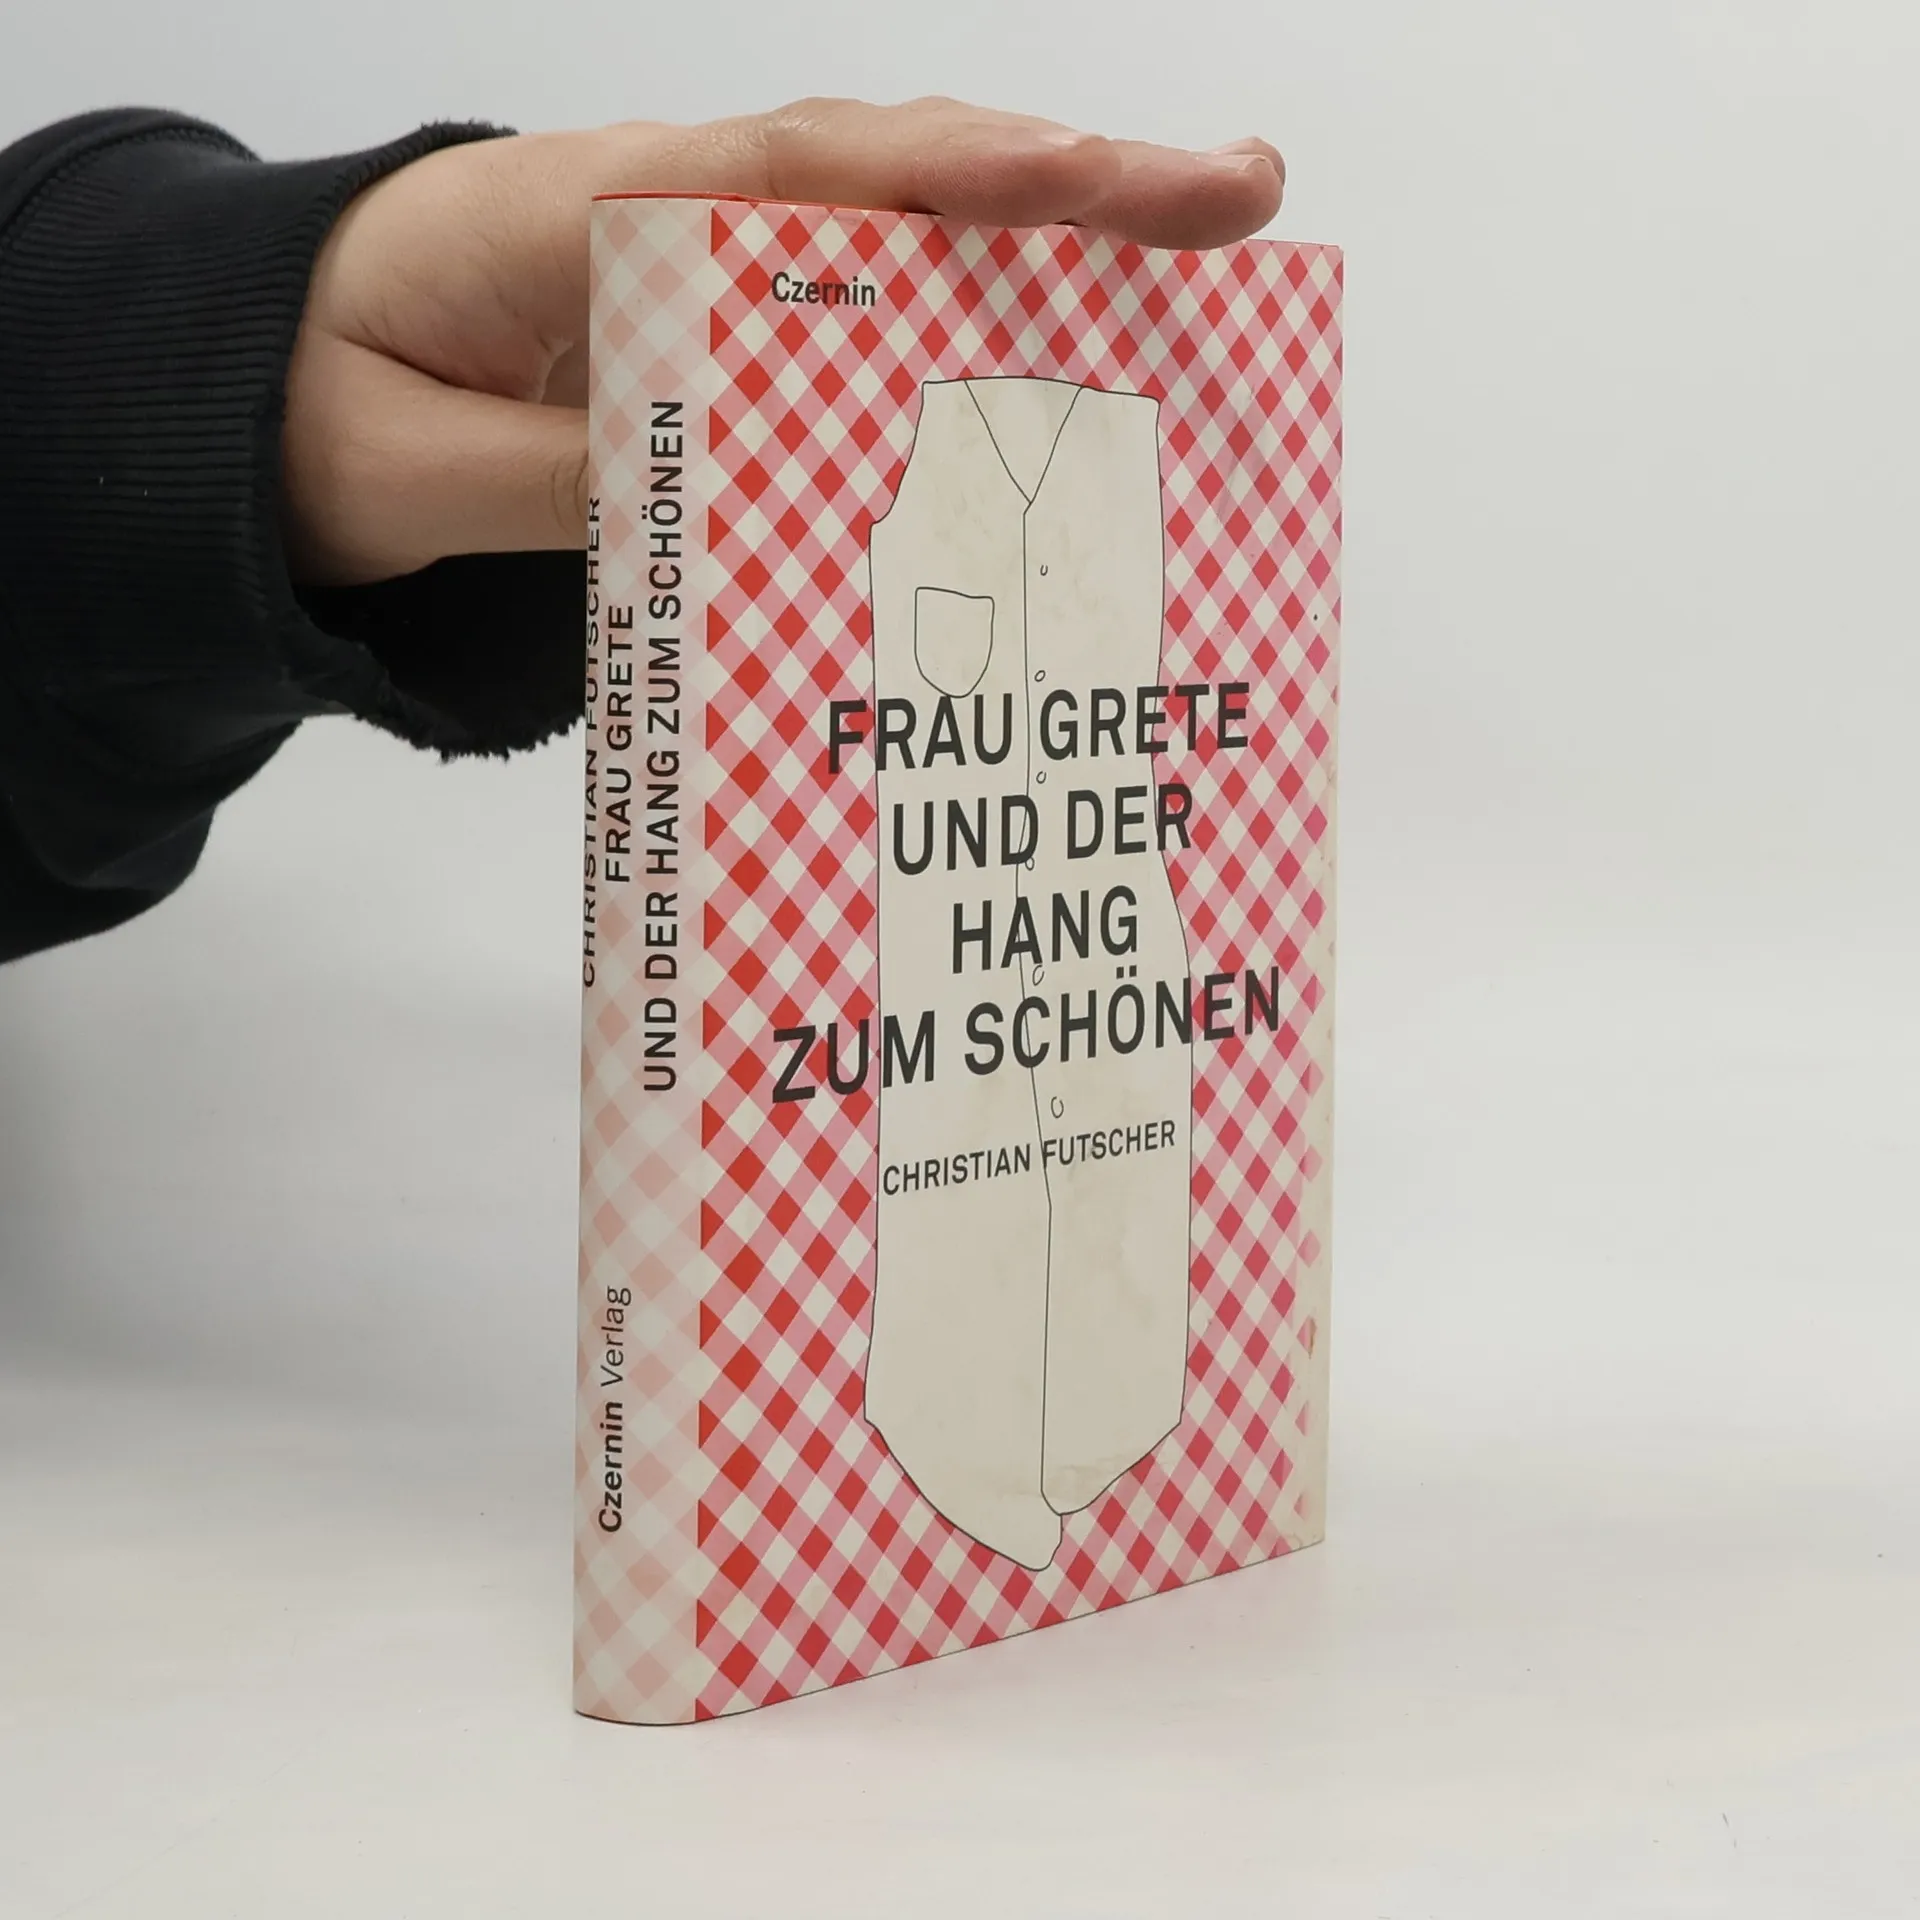 CHRISTIAN FUTSCHER
FRAU GRETE
UND DER HANG ZUM SCHÖNEN
Czernin Verlag
Czernin
FRAU GRETE
UND DER
HANG
ZUM SCHÖNEN
CHRISTIAN FUTSCHER